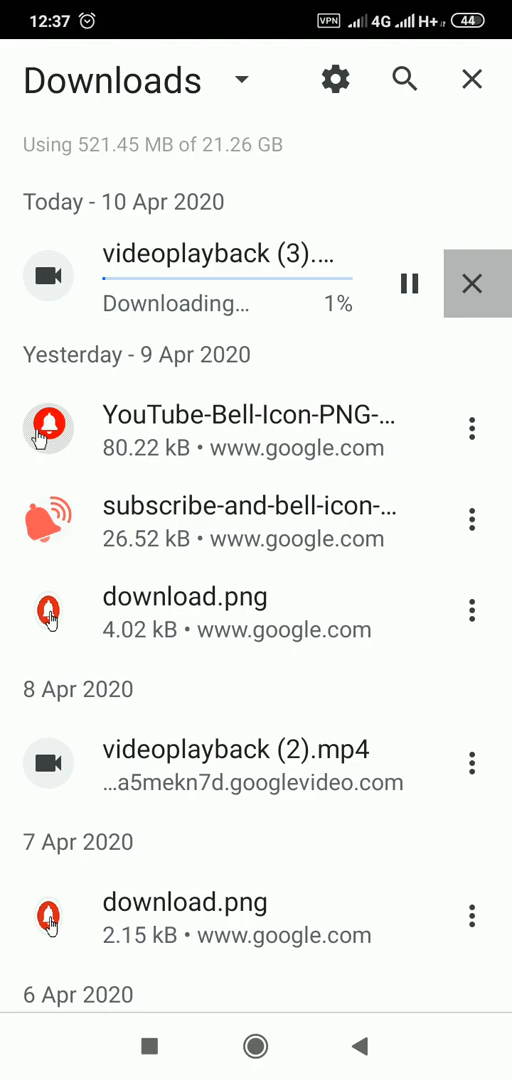 12:37 VPN 4G H+ 44
Downloads
Using 521.45 MB of 21.26 GB
Today - 10 Apr 2020
videoplayback (3)....
Downloading... 1%
Yesterday - 9 Apr 2020
YouTube-Bell-Icon-PNG-...
80.22 kB • www.google.com
subscribe-and-bell-icon-...
26.52 kB • www.google.com
download.png
4.02 kB • www.google.com
8 Apr 2020
videoplayback (2).mp4
...a5mekn7d.googlevideo.com
7 Apr 2020
download.png
2.15 kB • www.google.com
6 Apr 2020